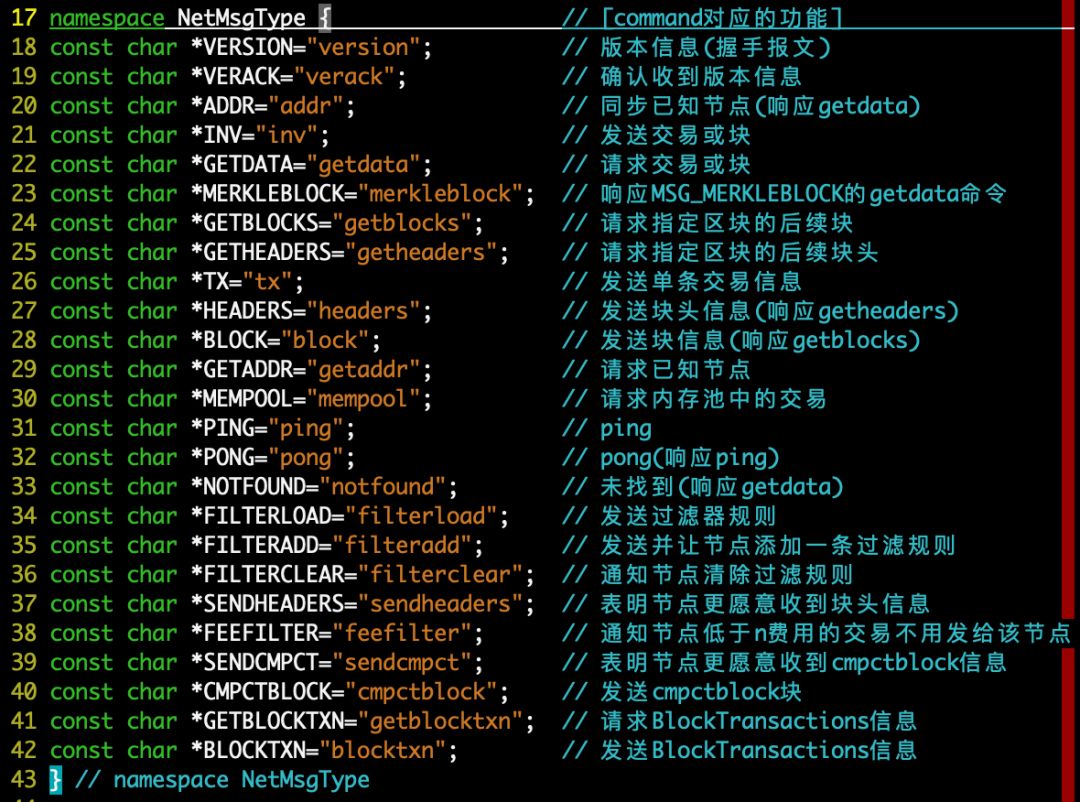 17 namespace NetMsgType { // [command对应的功能]
18 const char *VERSION="version"; // 版本信息(握手报文)
19 const char *VERACK="verack"; // 确认收到版本信息
20 const char *ADDR="addr"; // 同步已知节点(响应getdata)
21 const char *INV="inv"; // 发送交易或块
22 const char *GETDATA="getdata"; // 请求交易或块
23 const char *MERKLEBLOCK="merkleblock"; // 响应MSG_MERKLEBLOCK的getdata命令
24 const char *GETBLOCKS="getblocks"; // 请求指定区块的后续块
25 const char *GETHEADERS="getheaders"; // 请求指定区块的后续块头
26 const char *TX="tx"; // 发送单条交易信息
27 const char *HEADERS="headers"; // 发送块头信息(响应getheaders)
28 const char *BLOCK="block"; // 发送块信息(响应getblocks)
29 const char *GETADDR="getaddr"; // 请求已知节点
30 const char *MEMPOOL="mempool"; // 请求内存池中的交易
31 const char *PING="ping"; // ping
32 const char *PONG="pong"; // pong(响应ping)
33 const char *NOTFOUND="notfound"; // 未找到(响应getdata)
34 const char *FILTERLOAD="filterload"; // 发送过滤器规则
35 const char *FILTERADD="filteradd"; // 发送并让节点添加一条过滤规则
36 const char *FILTERCLEAR="filterclear"; // 通知节点清除过滤规则
37 const char *SENDHEADERS="sendheaders"; // 表明节点更愿意收到块头信息
38 const char *FEEFILTER="feefilter"; // 通知节点低于n费用的交易不用发给该节点
39 const char *SENDCMPCT="sendcmpct"; // 表明节点更愿意收到cmpctblock信息
40 const char *CMPCTBLOCK="cmpctblock"; // 发送cmpctblock块
41 const char *GETBLOCKTXN="getblocktxn"; // 请求BlockTransactions信息
42 const char *BLOCKTXN="blocktxn"; // 发送BlockTransactions信息
43 } // namespace NetMsgType